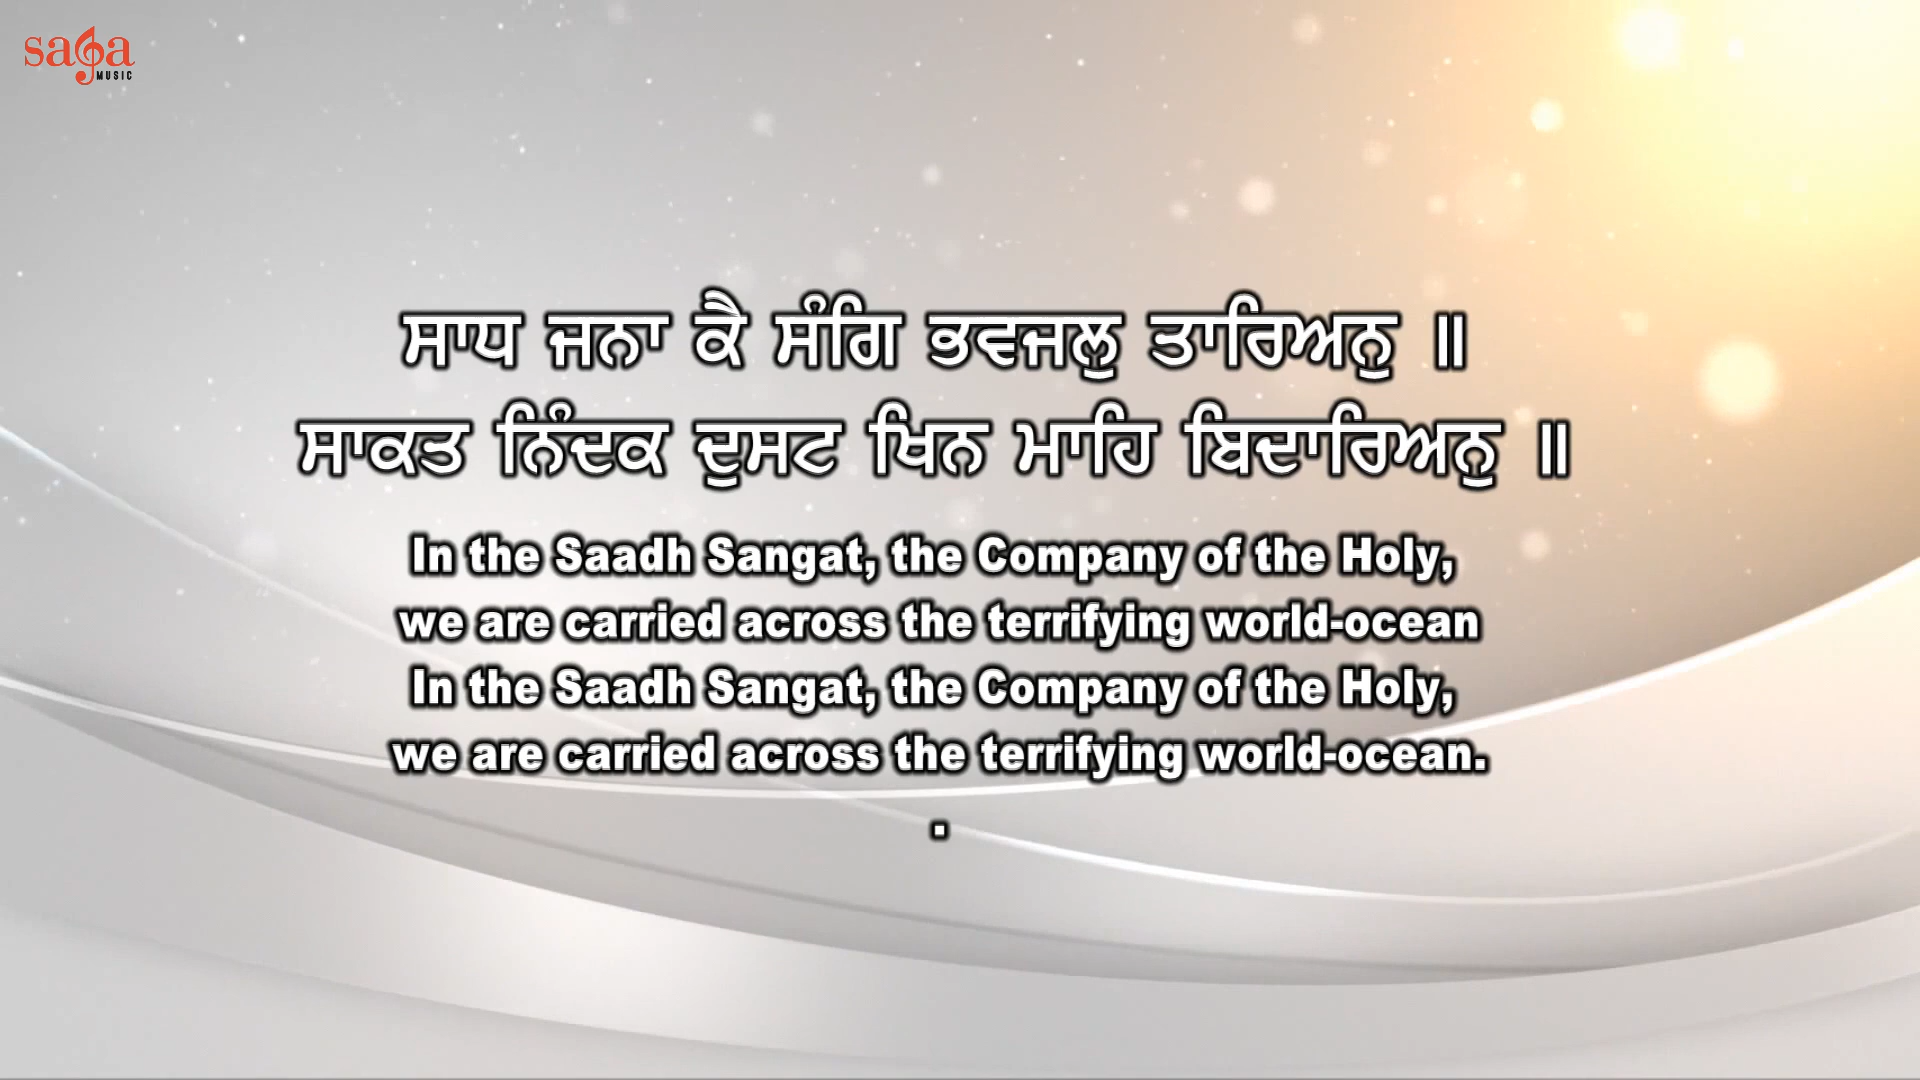 saga
MUSIC
ਸਾਧ ਜਨਾ ਕੈ ਸੰਗਿ ਭਵਜਲੁ ਤਾਰਿਅਨੁ ॥
ਸਾਕਤ ਨਿੰਦਕ ਦੁਸਟ ਖਿਨ ਮਾਹਿ ਬਿਦਾਰਿਅਨੁ ॥
In the Saadh Sangat, the Company of the Holy,
we are carried across the terrifying world-ocean
In the Saadh Sangat, the Company of the Holy,
we are carried across the terrifying world-ocean.
.